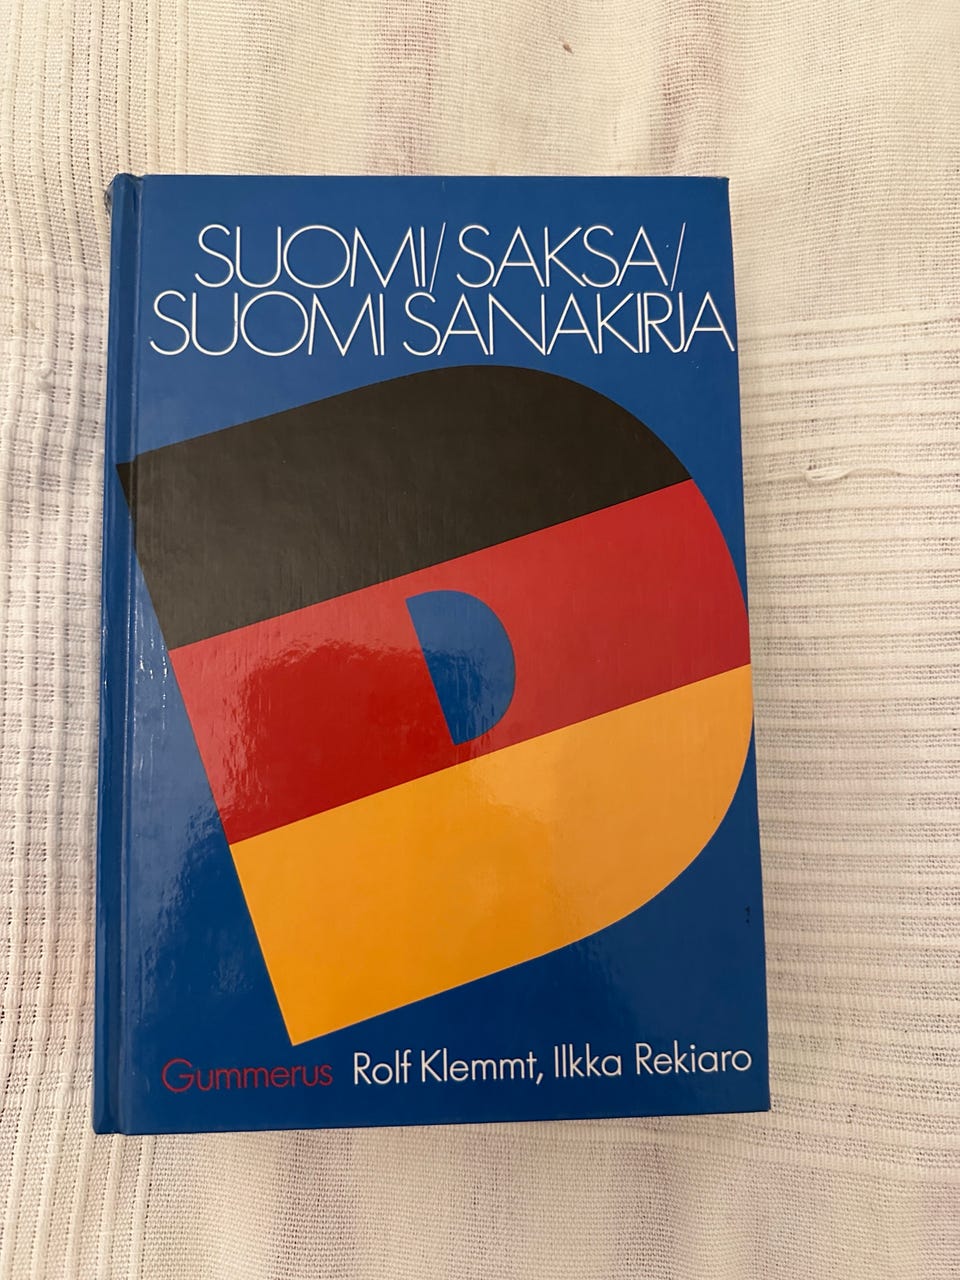 SUOMI/SAKSA/
SUOMI SANAKIRJA
D
Gummerus Rolf Klemmt, Ilkka Rekiaro